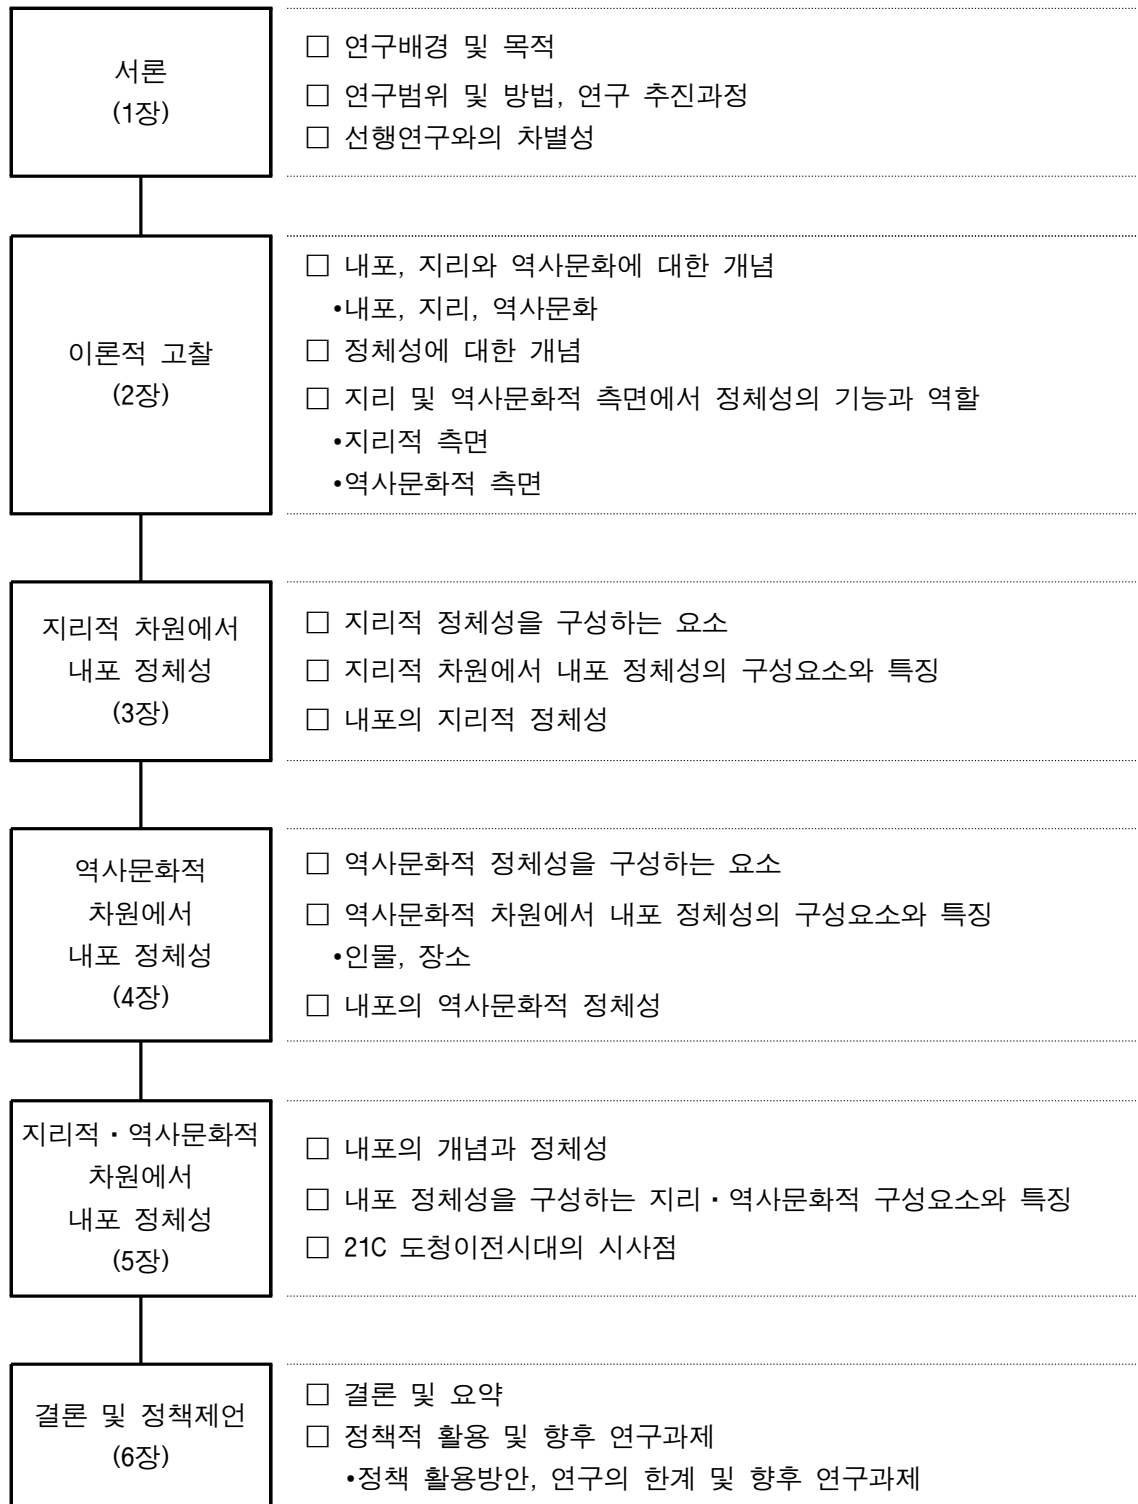 서론
(1장)
□ 연구배경 및 목적
□ 연구범위 및 방법, 연구 추진과정
□ 선행연구와의 차별성
이론적 고찰
(2장)
□ 내포, 지리와 역사문화에 대한 개념
•내포, 지리, 역사문화
□ 정체성에 대한 개념
□ 지리 및 역사문화적 측면에서 정체성의 기능과 역할
•지리적 측면
•역사문화적 측면
지리적 차원에서
내포 정체성
(3장)
□ 지리적 정체성을 구성하는 요소
□ 지리적 차원에서 내포 정체성의 구성요소와 특징
□ 내포의 지리적 정체성
역사문화적
차원에서
내포 정체성
(4장)
□ 역사문화적 정체성을 구성하는 요소
□ 역사문화적 차원에서 내포 정체성의 구성요소와 특징
•인물, 장소
□ 내포의 역사문화적 정체성
지리적·역사문화적
차원에서
내포 정체성
(5장)
□ 내포의 개념과 정체성
□ 내포 정체성을 구성하는 지리·역사문화적 구성요소와 특징
□ 21C 도청이전시대의 시사점
결론 및 정책제언
(6장)
□ 결론 및 요약
□ 정책적 활용 및 향후 연구과제
•정책 활용방안, 연구의 한계 및 향후 연구과제